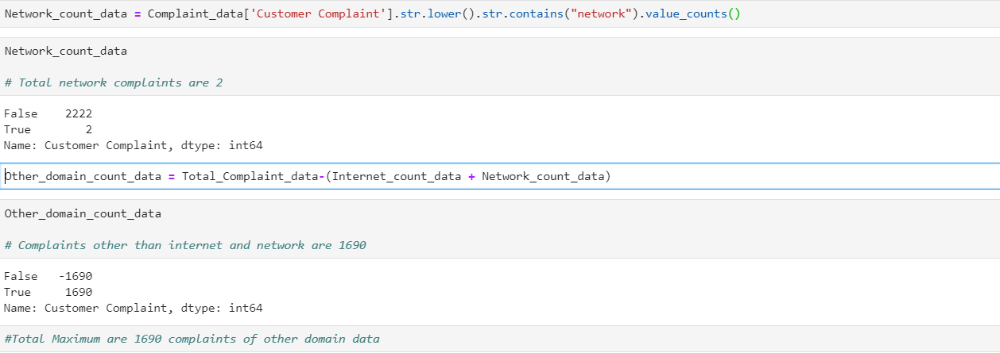 Network_count_data = Complaint_data['Customer Complaint'].str.lower().str.contains("network").value_counts()
Network_count_data
# Total network complaints are 2
False    2222
True        2
Name: Customer Complaint, dtype: int64
Other_domain_count_data = Total_Complaint_data-(Internet_count_data + Network_count_data)
Other_domain_count_data
# Complaints other than internet and network are 1690
False   -1690
True     1690
Name: Customer Complaint, dtype: int64
#Total Maximum are 1690 complaints of other domain data